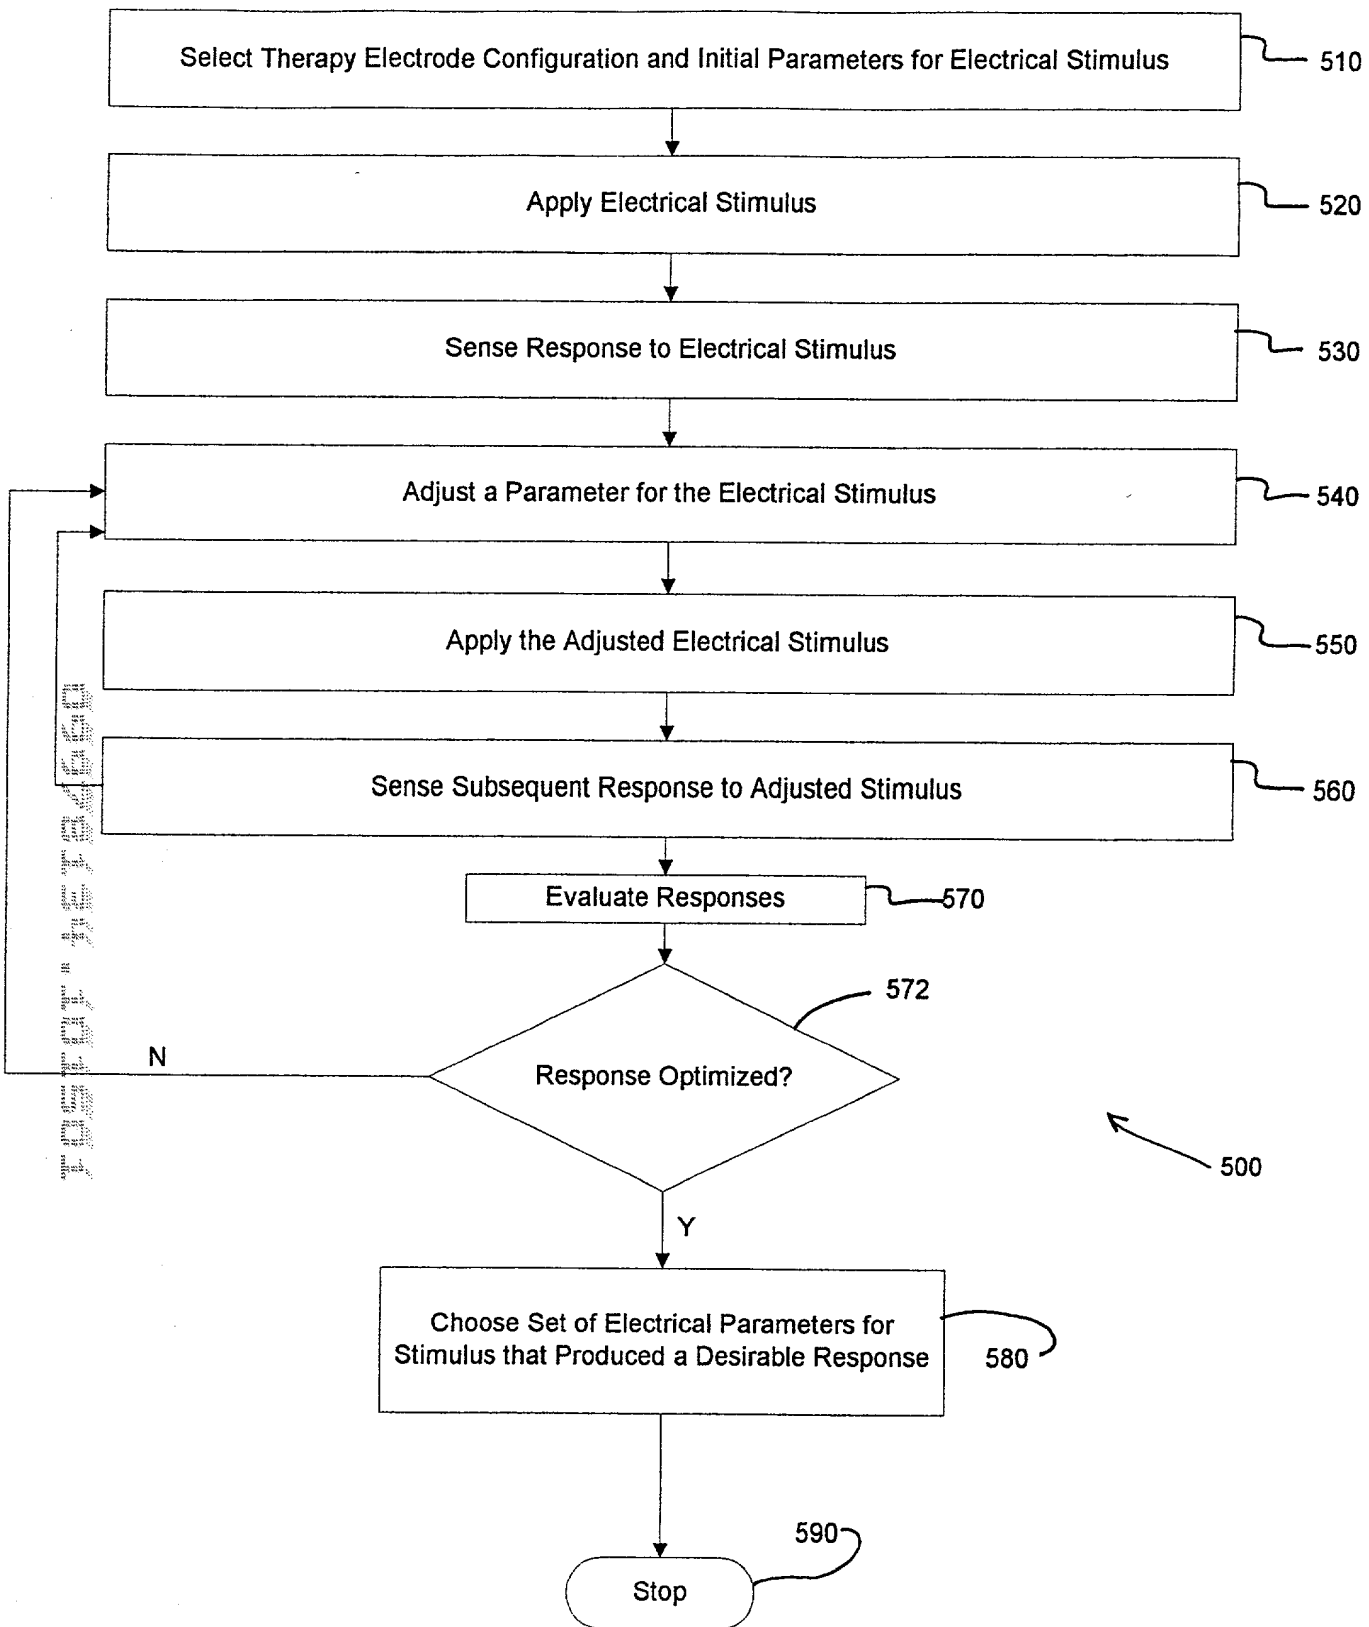 Select Therapy Electrode Configuration and Initial Parameters for Electrical Stimulus
510
Apply Electrical Stimulus
520
Sense Response to Electrical Stimulus
530
Adjust a Parameter for the Electrical Stimulus
540
Apply the Adjusted Electrical Stimulus
550
Sense Subsequent Response to Adjusted Stimulus
560
Evaluate Responses
570
572
Response Optimized?
N
500
Y
Choose Set of Electrical Parameters for
Stimulus that Produced a Desirable Response
580
590
Stop